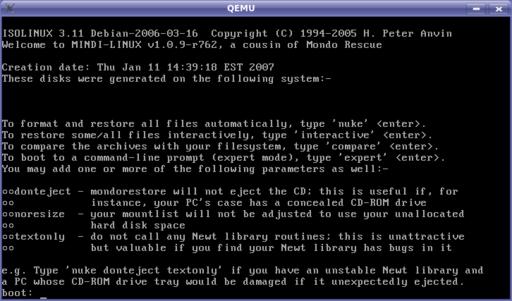 QEMU
ISOLINUX 3.11 Debian-2006-03-16  Copyright (C) 1994-2005 H. Peter Anvin
Welcome to MINDI-LINUX v1.0.9-r762, a cousin of Mondo Rescue
Creation date: Thu Jan 11 14:39:18 EST 2007
These disks were generated on the following system:-
To format and restore all files automatically, type 'nuke' <enter>.
To restore some/all files interactively, type 'interactive' <enter>.
To compare the archives with your filesystem, type 'compare' <enter>.
To boot to a command-line prompt (expert mode), type 'expert' <enter>.
You may add one or more of the following parameters as well:-
○○donteject - mondorestore will not eject the CD; this is useful if, for
○○            instance, your PC's case has a concealed CD-ROM drive
○○noresize  - your mountlist will not be adjusted to use your unallocated
○○            hard disk space
○○textonly  - do not call any Newt library routines; this is unattractive
○○            but valuable if you find your Newt library has bugs in it
e.g. Type 'nuke donteject textonly' if you have an unstable Newt library and
a PC whose CD-ROM drive tray would be damaged if it unexpectedly ejected.
boot: _